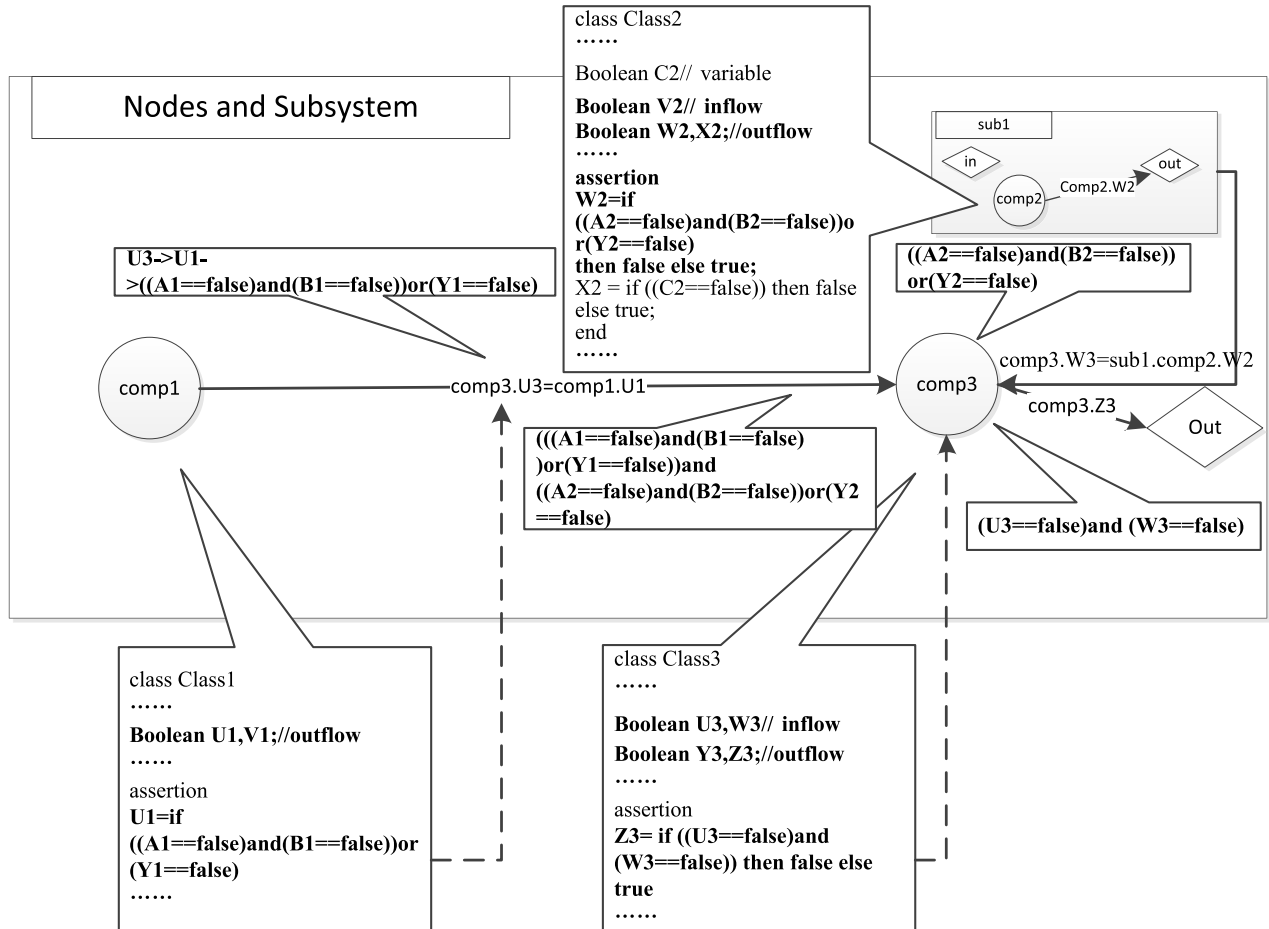 class Class2
……
Boolean C2// variable
Boolean V2// inflow
Boolean W2,X2;//outflow
……
assertion
W2=if
((A2==false)and(B2==false))o
r(Y2==false)
then false else true;
X2 = if ((C2==false)) then false
else true;
end
……
Nodes and Subsystem
sub1
in
out
Comp2.W2
comp2
U3->U1-
>((A1==false)and(B1==false))or(Y1==false)
((A2==false)and(B2==false))
or(Y2==false)
comp1
comp3.U3=comp1.U1
comp3
comp3.W3=sub1.comp2.W2
comp3.Z3
Out
(((A1==false)and(B1==false)
)or(Y1==false))and
((A2==false)and(B2==false))or(Y2
==false)
(U3==false)and (W3==false)
class Class1
……
Boolean U1,V1;//outflow
……
assertion
U1=if
((A1==false)and(B1==false))or
(Y1==false)
……
class Class3
……
Boolean U3,W3// inflow
Boolean Y3,Z3;//outflow
……
assertion
Z3= if ((U3==false)and
(W3==false)) then false else
true
……